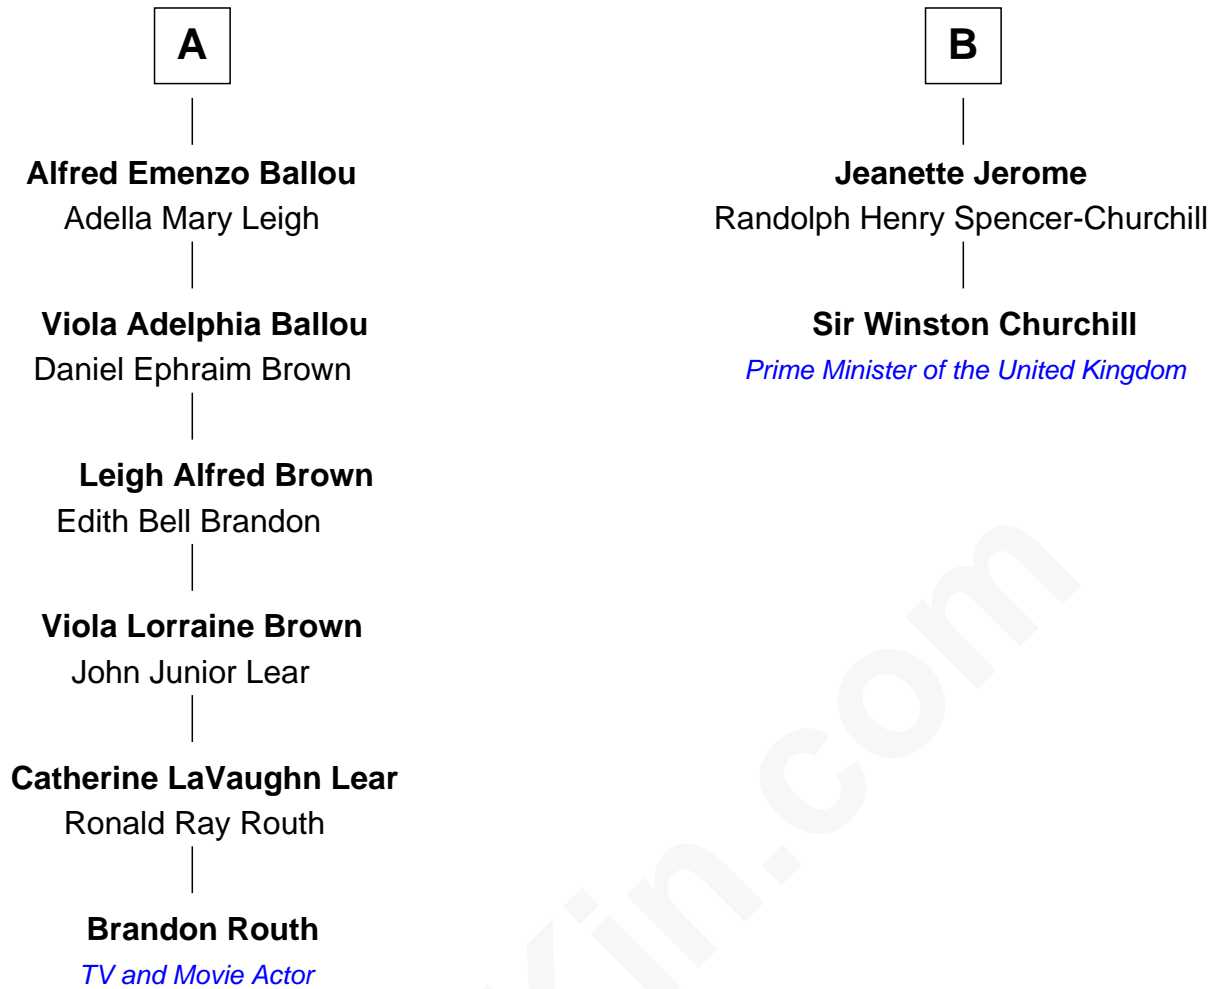 A
Alfred Emenzo Ballou
Adella Mary Leigh
Viola Adelphia Ballou
Daniel Ephraim Brown
Leigh Alfred Brown
Edith Bell Brandon
Viola Lorraine Brown
John Junior Lear
Catherine LaVaughn Lear
Ronald Ray Routh
Brandon Routh
TV and Movie Actor
B
Jeanette Jerome
Randolph Henry Spencer-Churchill
Sir Winston Churchill
Prime Minister of the United Kingdom
Kin.com